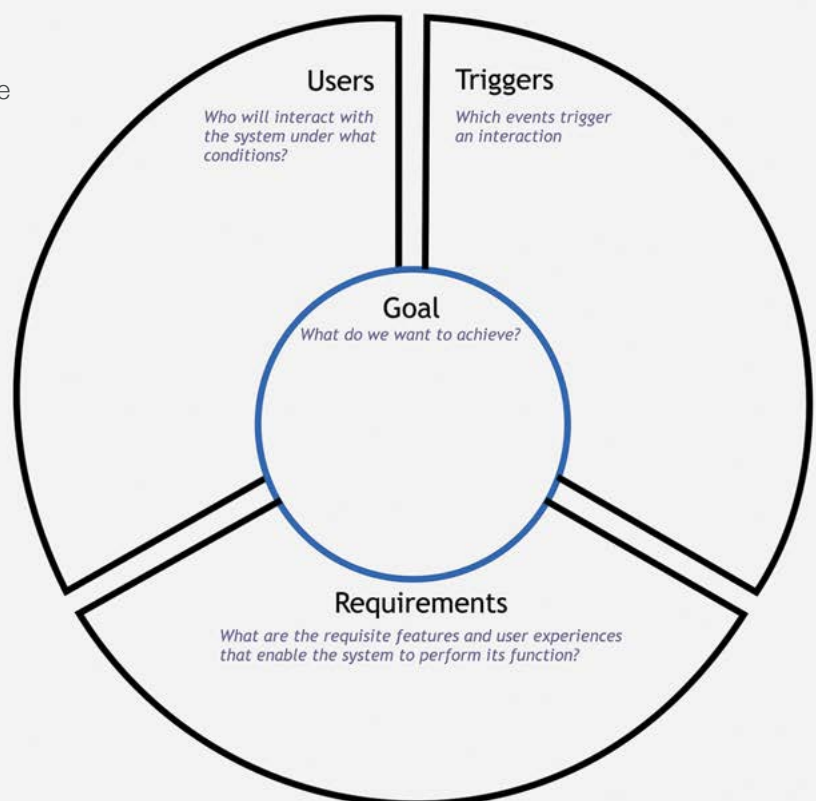 e
Users
Who will interact with
the system under what
conditions?
Triggers
Which events trigger
an interaction
Goal
What do we want to achieve?
Requirements
What are the requisite features and user experiences
that enable the system to perform its function?